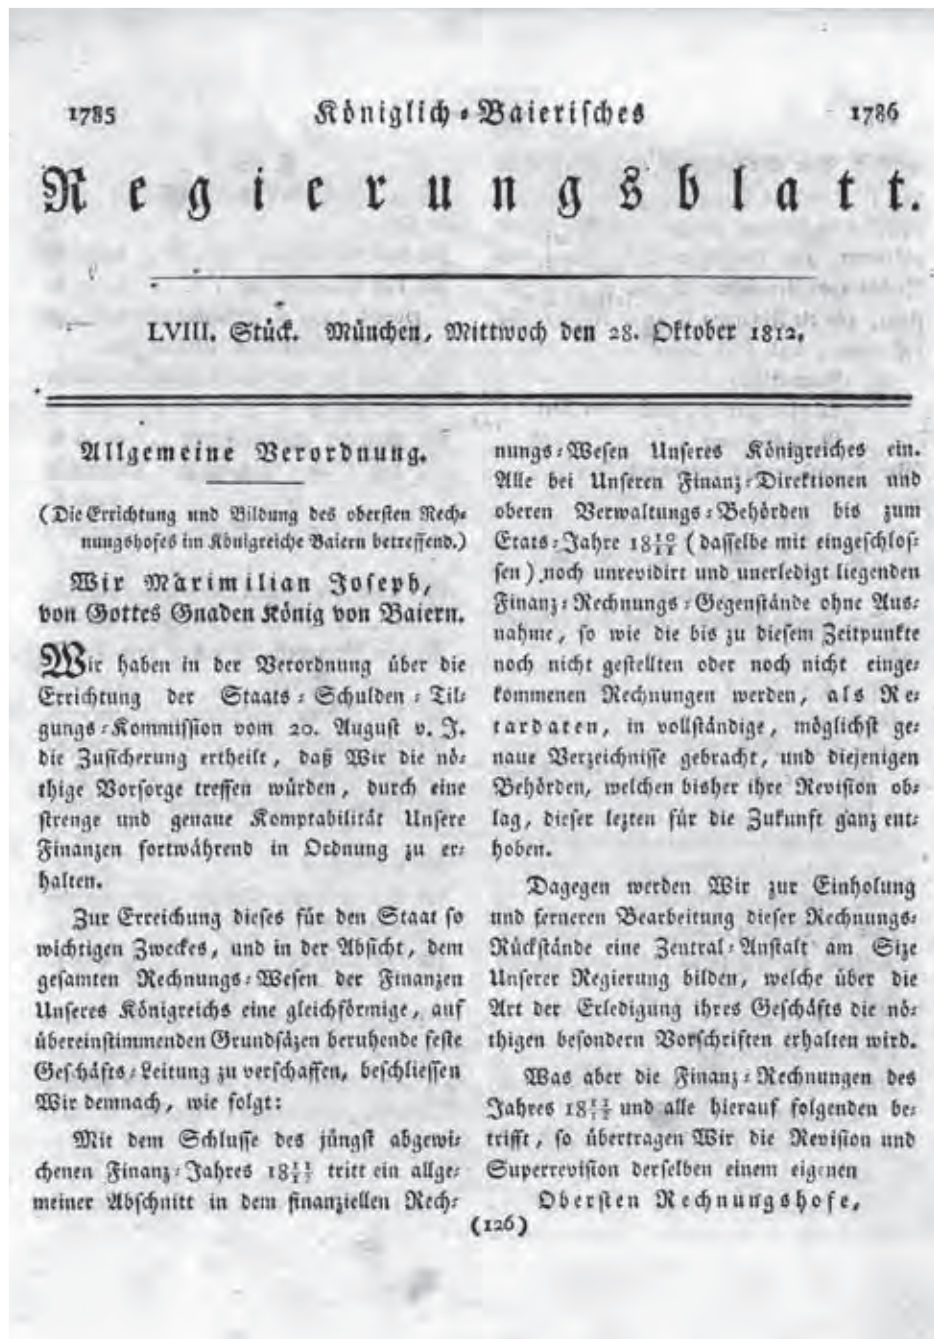 1785
Königlich-Baierisches
1786
Regierungsblatt.
LVIII. Stück. München, Mittwoch den 28. Oktober 1812.
Allgemeine Verordnung.
(Die Errichtung und Bildung des obersten Rech-
nungshofes im Königreiche Baiern betreffend.)
Wir Maximilian Joseph,
von Gottes Gnaden König von Baiern.
Wir haben in der Verordnung über die
Errichtung der Staats-Schulden-Til-
gungs-Kommission vom 20. August v. J.
die Zusicherung ertheilt, daß Wir die nö-
thige Vorsorge treffen würden, durch eine
strenge und genaue Komptabilität Unsere
Finanzen fortwährend in Ordnung zu er-
halten.
Zur Erreichung dieses für den Staat so
wichtigen Zweckes, und in der Absicht, dem
gesamten Rechnungs-Wesen der Finanzen
Unseres Königreichs eine gleichförmige, auf
übereinstimmenden Grundsäzen beruhende feste
Geschäfts-Leitung zu verschaffen, beschliessen
Wir demnach, wie folgt:
Mit dem Schlusse des jüngst abgewi-
chenen Finanz-Jahres tritt ein allge-
meiner Abschnitt in dem finanziellen Rech-
nungs-Wesen Unseres Königreiches ein.
Alle bei Unseren Finanz-Direktionen und
oberen Verwaltungs-Behörden bis zum
Etats-Jahre 18 10/11 (dasselbe mit eingeschlos-
sen) noch unrevidirt und unerledigt liegenden
Finanz-Rechnungs-Gegenstände ohne Aus-
nahme, so wie die bis zu diesem Zeitpunkte
noch nicht gestellten oder noch nicht einge-
kommenen Rechnungen werden, als Re-
tardaten, in vollständige, möglichst ge-
naue Verzeichnisse gebracht, und diejenigen
Behörden, welchen bisher ihre Revision ob-
lag, dieser lezten für die Zukunft ganz ent-
hoben.
Dagegen werden Wir zur Einholung
und ferneren Bearbeitung dieser Rechnungs-
Rückstände eine Zentral-Anstalt am Size
Unserer Regierung bilden, welche über die
Art der Erledigung ihres Geschäfts die nö-
thigen besondern Vorschriften erhalten wird.
Was aber die Finanz-Rechnungen des
Jahres 18 11/12 und alle hierauf folgenden be-
trifft, so übertragen Wir die Revision und
Superrevision derselben einem eigenen
Obersten Rechnungshofe,
(126)